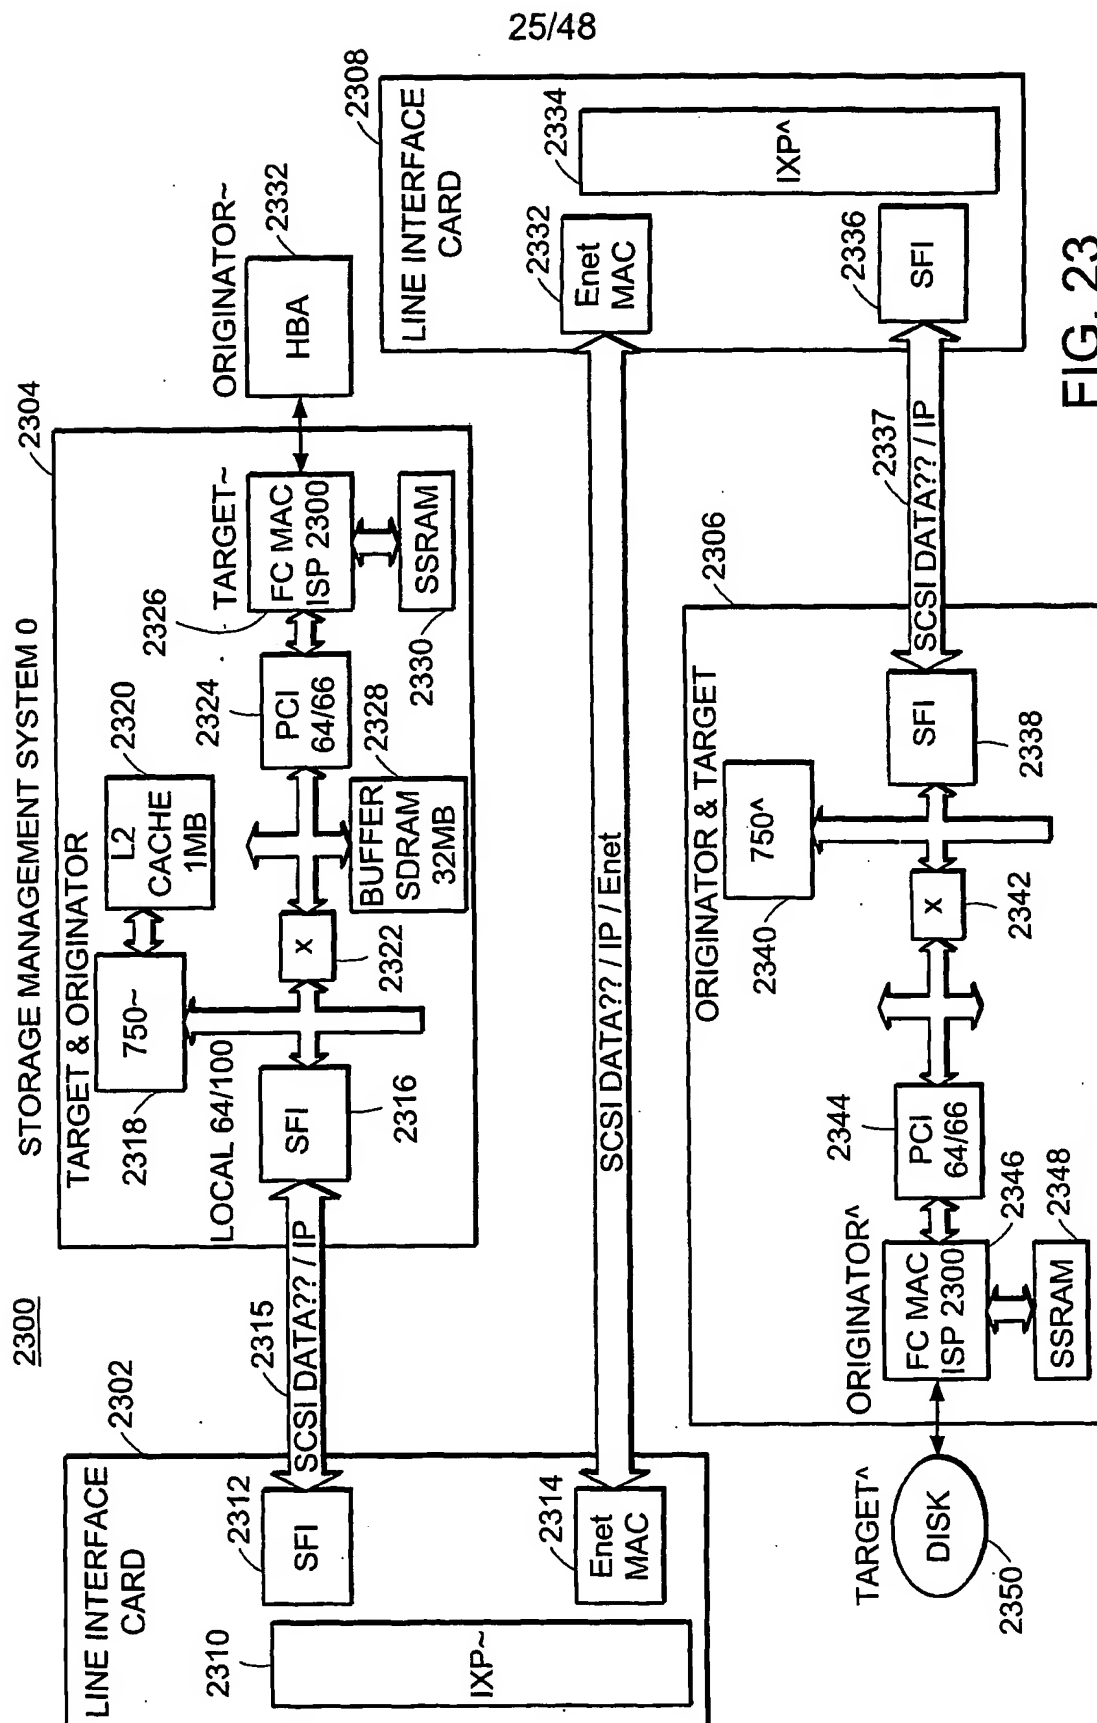 25/48
STORAGE MANAGEMENT SYSTEM 0
2300
2302
LINE INTERFACE
CARD
2310
IXP~
2312
SFI
2314
Enet
MAC
2315
SCSI DATA?? / IP
2304
TARGET & ORIGINATOR
2318
750~
2320
L2
CACHE
1MB
LOCAL 64/100
SFI
2316
x
2322
2324
PCI
64/66
2328
BUFFER
SDRAM
32MB
2326
TARGET~
FC MAC
ISP 2300
SSRAM
2330
ORIGINATOR~
2332
HBA
SCSI DATA?? / IP / Enet
2308
LINE INTERFACE
CARD
2332
Enet
MAC
2334
IXP^
2336
SFI
2337
SCSI DATA?? / IP
2306
ORIGINATOR & TARGET
2340
750^
SFI
2338
x
2342
2344
PCI
64/66
ORIGINATOR^
FC MAC
ISP 2300
2346
SSRAM
2348
TARGET^
DISK
2350
FIG. 23